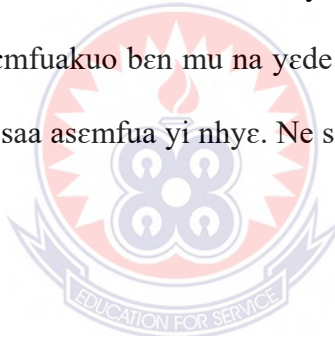 ɛmfuakuo bɛn mu na yɛde
saa asɛmfua yi nhyɛ. Ne s
EDUCATION FOR SERVICE